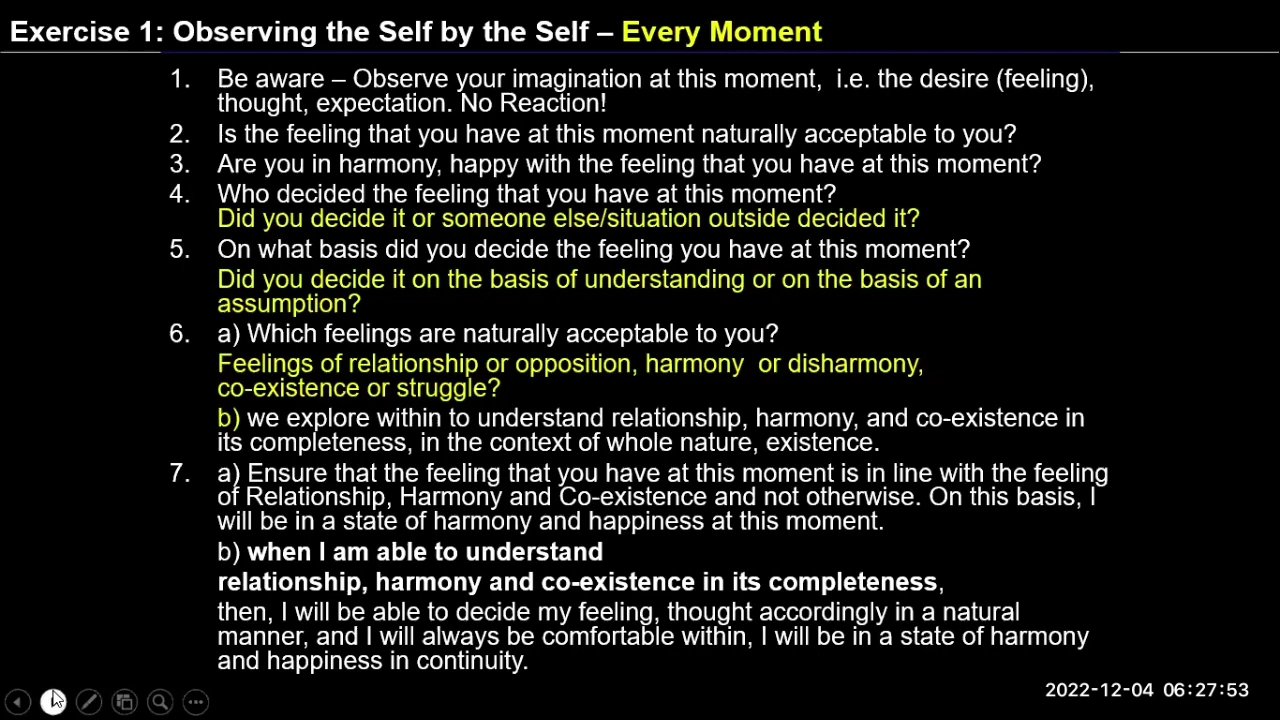 Exercise 1: Observing the Self by the Self – Every Moment
1. Be aware – Observe your imagination at this moment, i.e. the desire (feeling),
thought, expectation. No Reaction!
2. Is the feeling that you have at this moment naturally acceptable to you?
3. Are you in harmony, happy with the feeling that you have at this moment?
4. Who decided the feeling that you have at this moment?
Did you decide it or someone else/situation outside decided it?
5. On what basis did you decide the feeling you have at this moment?
Did you decide it on the basis of understanding or on the basis of an
assumption?
6. a) Which feelings are naturally acceptable to you?
Feelings of relationship or opposition, harmony or disharmony,
co-existence or struggle?
b) we explore within to understand relationship, harmony, and co-existence in
its completeness, in the context of whole nature, existence.
7. a) Ensure that the feeling that you have at this moment is in line with the feeling
of Relationship, Harmony and Co-existence and not otherwise. On this basis, I
will be in a state of harmony and happiness at this moment.
b) when I am able to understand
relationship, harmony and co-existence in its completeness,
then, I will be able to decide my feeling, thought accordingly in a natural
manner, and I will always be comfortable within, I will be in a state of harmony
and happiness in continuity.
2022-12-04 06:27:53